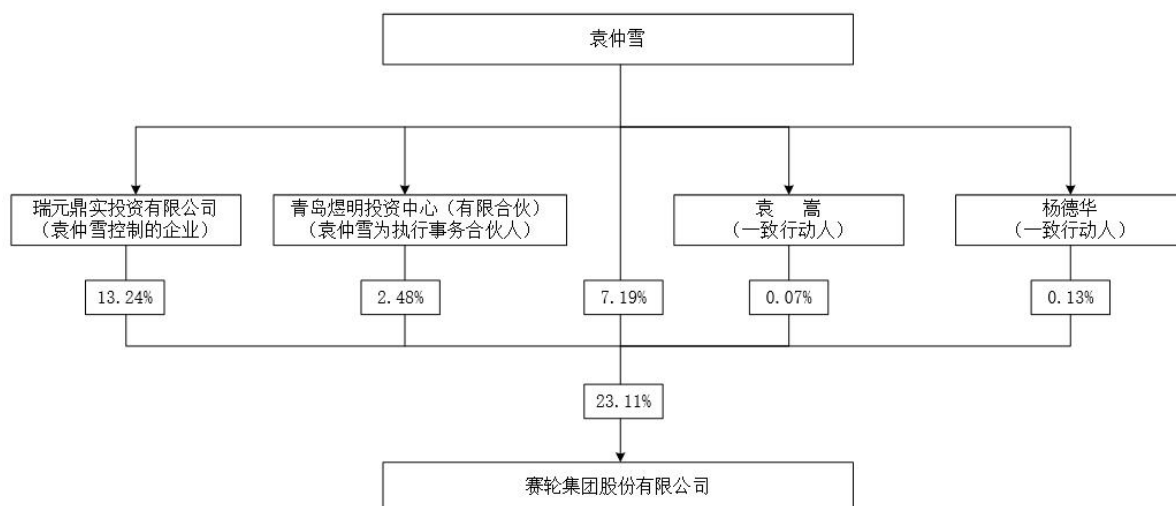 袁仲雪
瑞元鼎实投资有限公司
（袁仲雪控制的企业）
青岛煜明投资中心（有限合伙）
（袁仲雪为执行事务合伙人）
袁　嵩
（一致行动人）
杨德华
（一致行动人）
13.24%
2.48%
7.19%
0.07%
0.13%
23.11%
赛轮集团股份有限公司